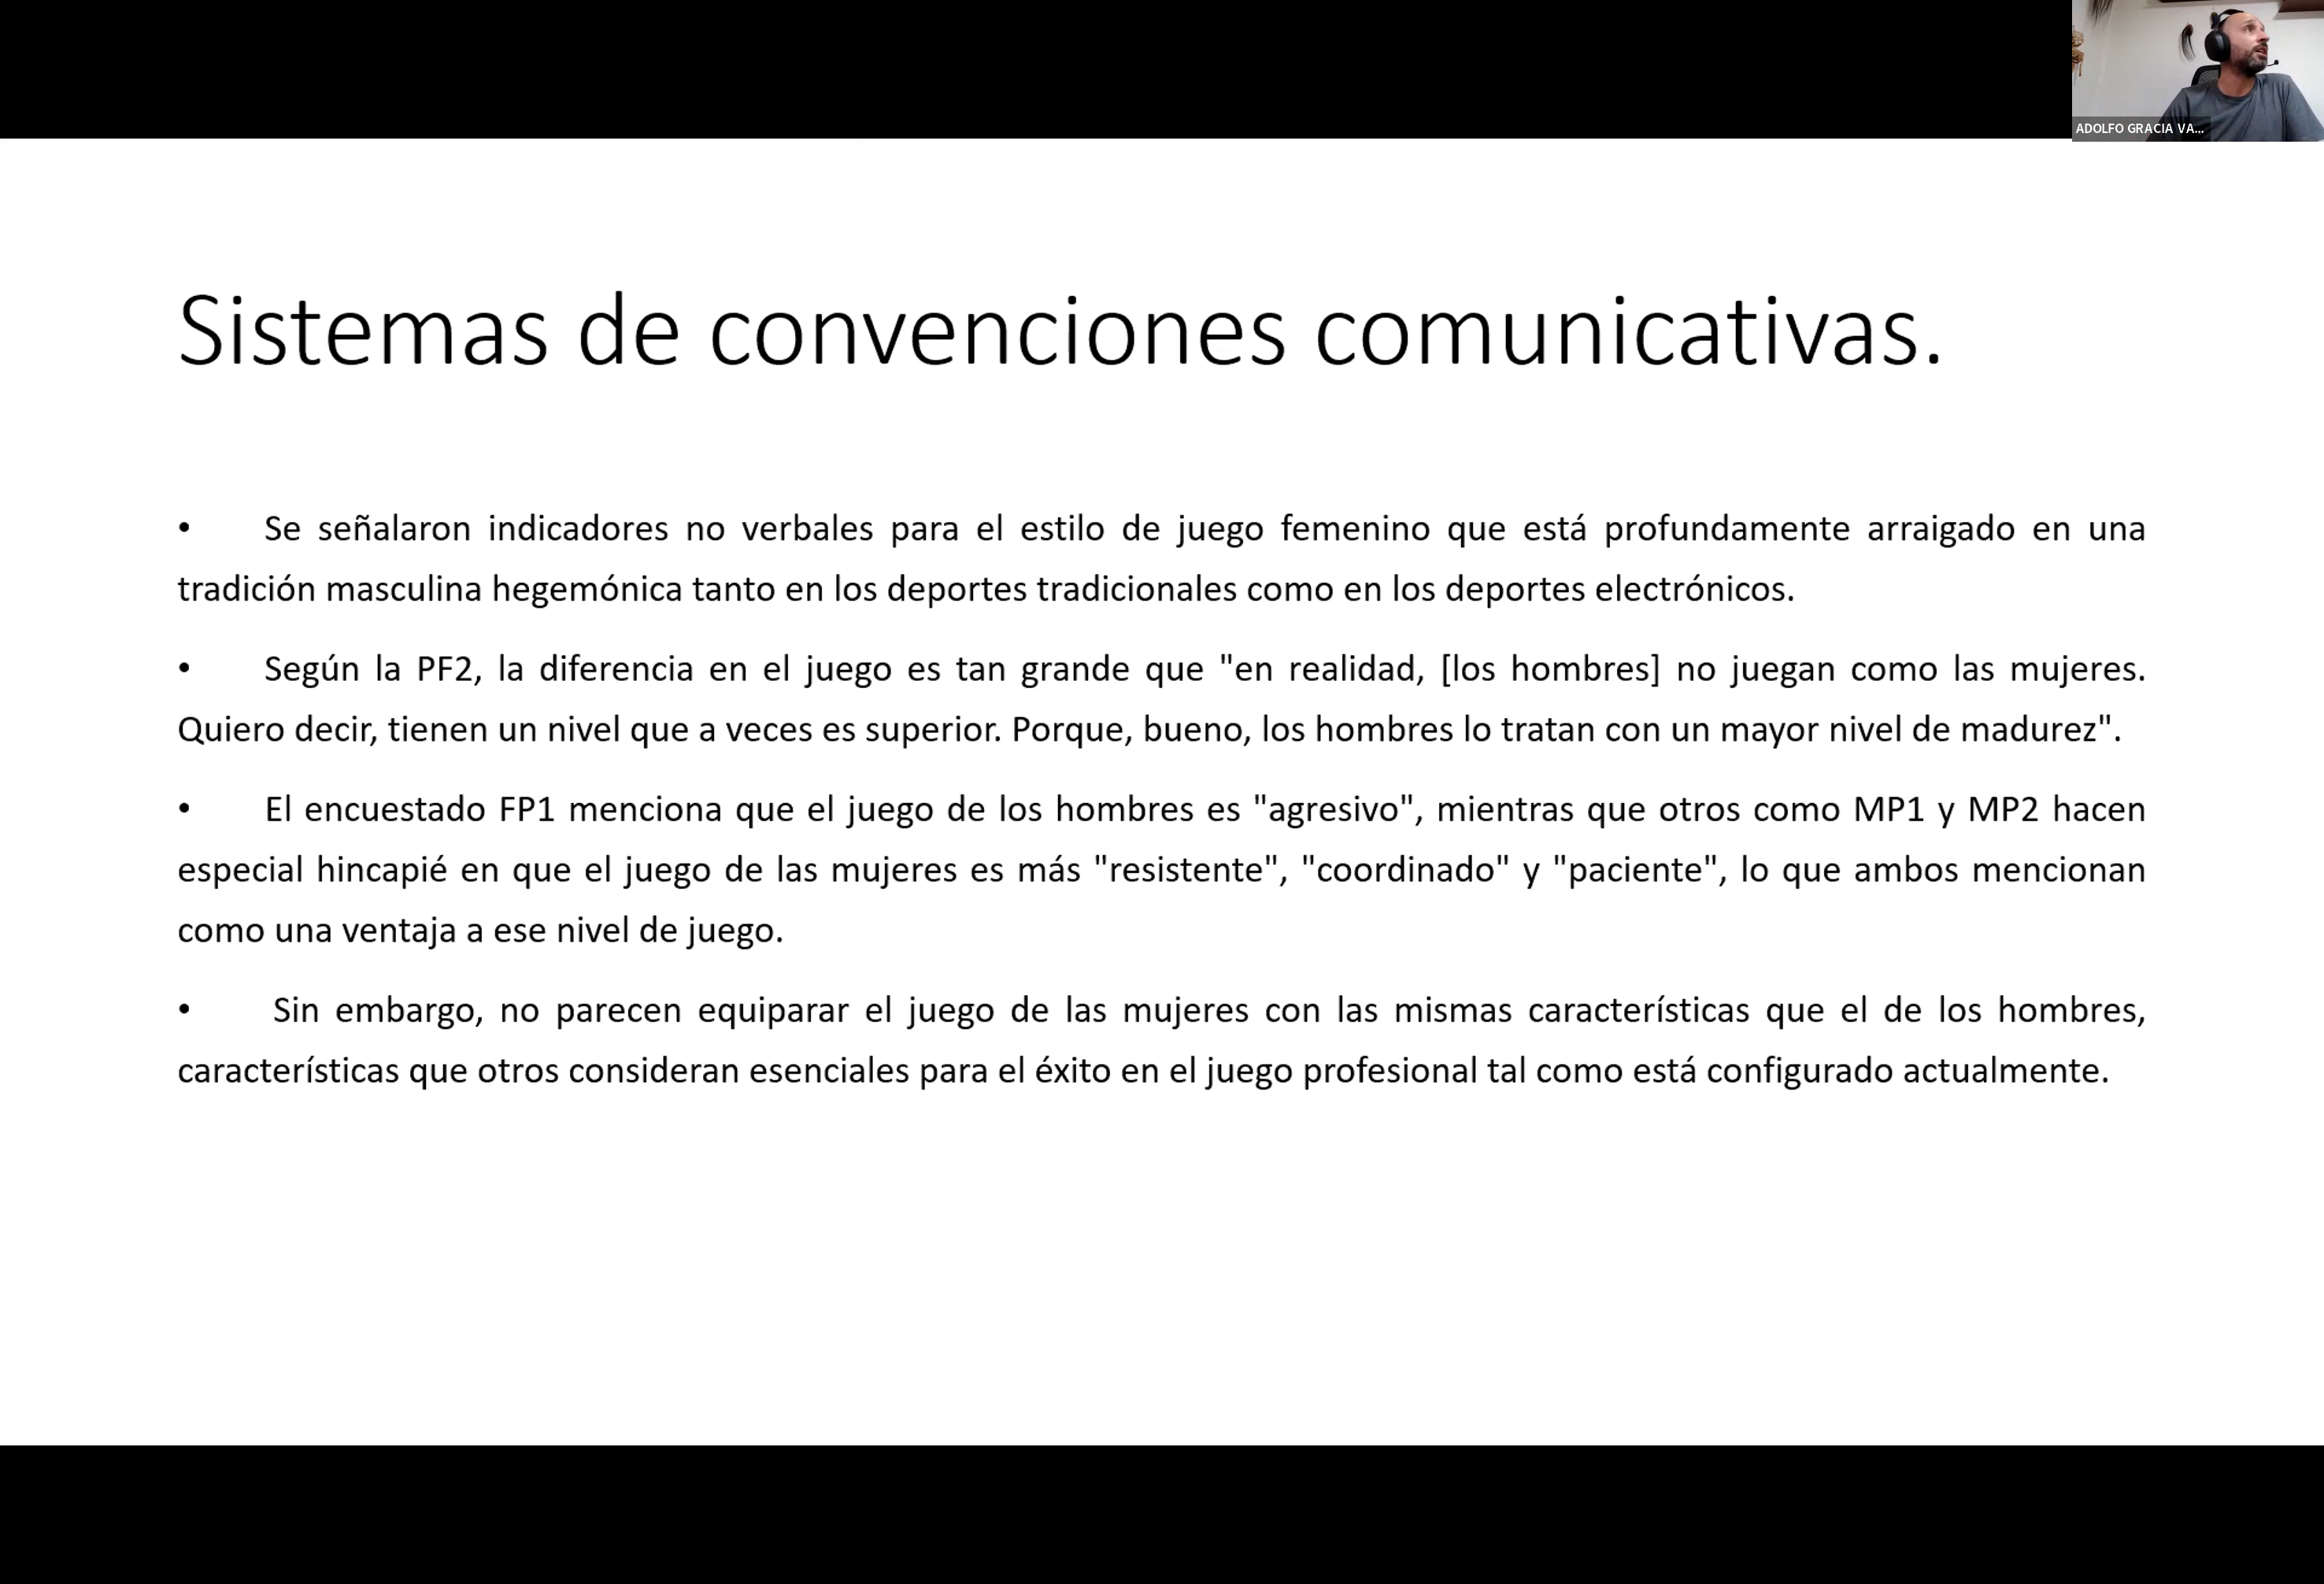 ADOLFO GRACIA VA...
Sistemas de convenciones comunicativas.
• Se señalaron indicadores no verbales para el estilo de juego femenino que está profundamente arraigado en una
tradición masculina hegemónica tanto en los deportes tradicionales como en los deportes electrónicos.
• Según la PF2, la diferencia en el juego es tan grande que "en realidad, [los hombres] no juegan como las mujeres.
Quiero decir, tienen un nivel que a veces es superior. Porque, bueno, los hombres lo tratan con un mayor nivel de madurez".
• El encuestado FP1 menciona que el juego de los hombres es "agresivo", mientras que otros como MP1 y MP2 hacen
especial hincapié en que el juego de las mujeres es más "resistente", "coordinado" y "paciente", lo que ambos mencionan
como una ventaja a ese nivel de juego.
• Sin embargo, no parecen equiparar el juego de las mujeres con las mismas características que el de los hombres,
características que otros consideran esenciales para el éxito en el juego profesional tal como está configurado actualmente.